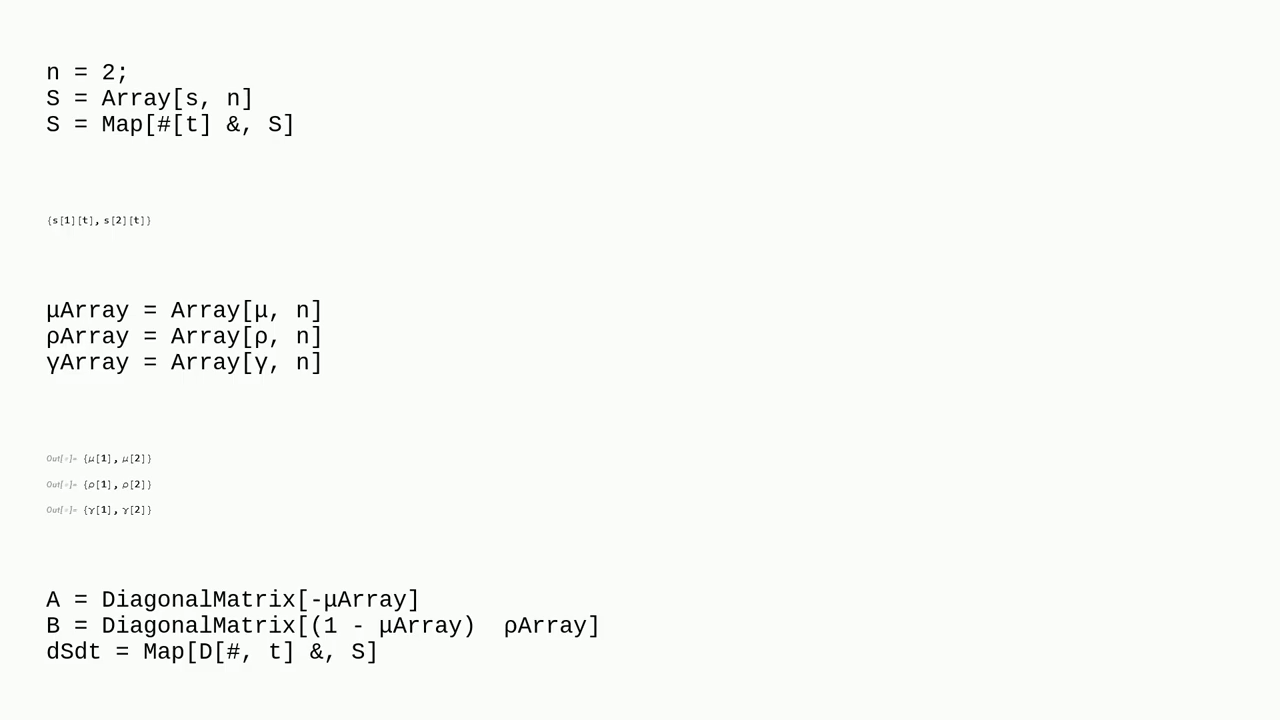 n = 2;
S = Array[s, n]
S = Map[#[t] &, S]
{s[1][t], s[2][t]}
μArray = Array[μ, n]
ρArray = Array[ρ, n]
γArray = Array[γ, n]
Out[◦]= {μ[1], μ[2]}
Out[◦]= {ρ[1], ρ[2]}
Out[◦]= {γ[1], γ[2]}
A = DiagonalMatrix[-μArray]
B = DiagonalMatrix[(1 - μArray)  ρArray]
dSdt = Map[D[#, t] &, S]